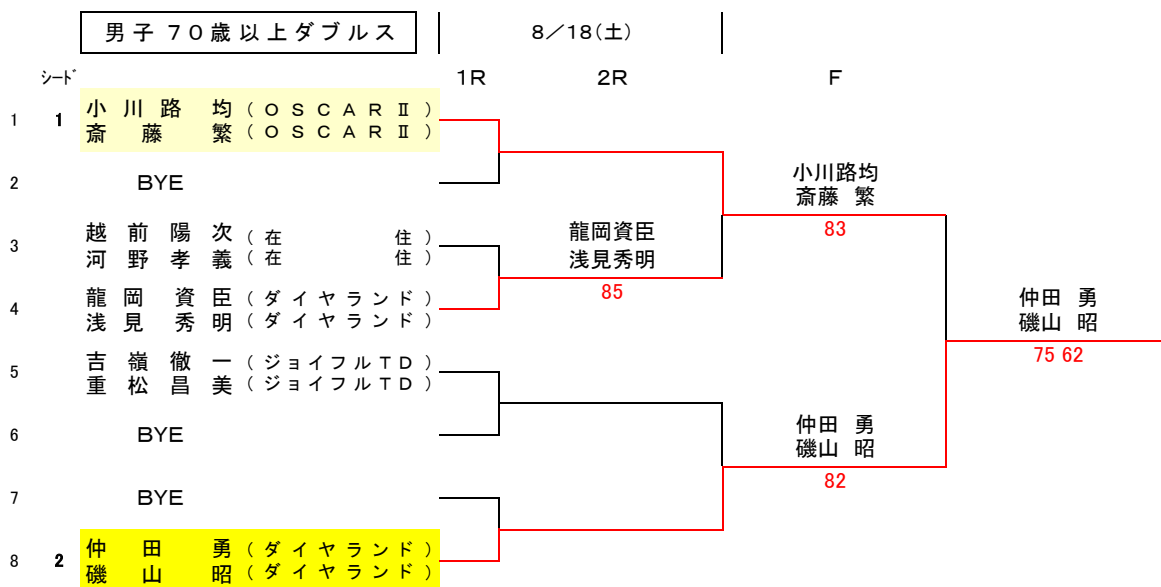 男子70歳以上ダブルス 8／18(土)
シード 1R 2R F
1 1 小川路 均 (OSCARⅡ)
斎藤 繁 (OSCARⅡ)
2 BYE
小川路均
斎藤 繁
83
3 越前陽次 (在住)
河野孝義 (在住)
龍岡資臣
浅見秀明
85
4 龍岡資臣 (ダイヤランド)
浅見秀明 (ダイヤランド)
仲田 勇
磯山 昭
75 62
5 吉嶺徹一 (ジョイフルTD)
重松昌美 (ジョイフルTD)
6 BYE
仲田 勇
磯山 昭
82
7 BYE
8 2 仲田 勇 (ダイヤランド)
磯山 昭 (ダイヤランド)